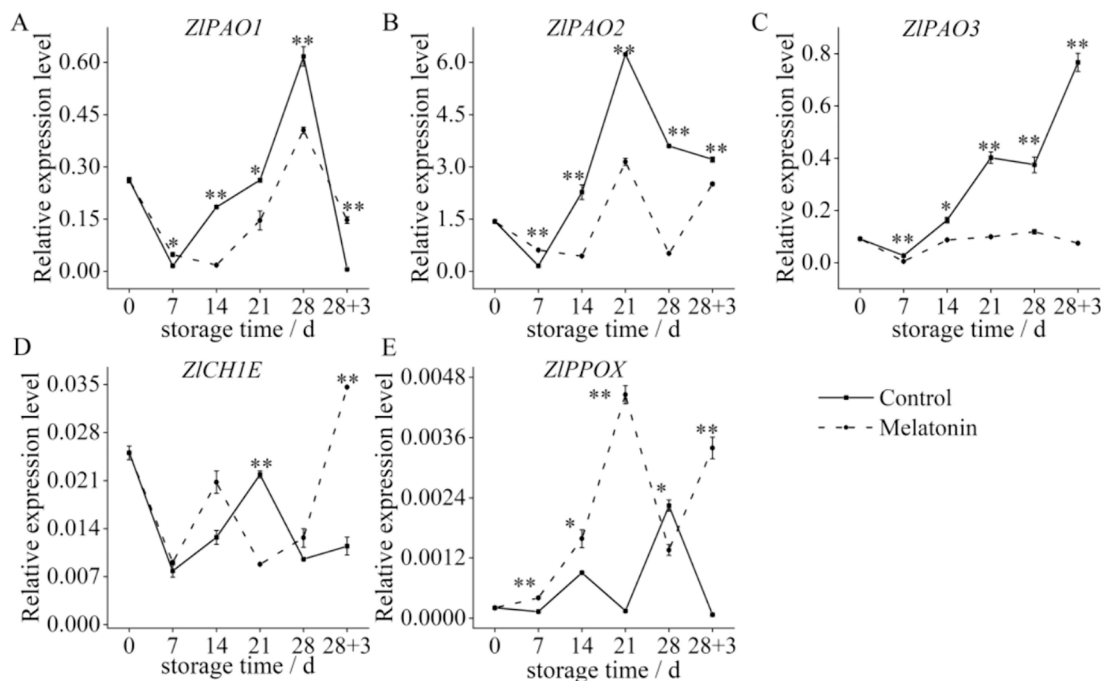 A
ZlPAO1
Relative expression level
0.60
0.45
0.30
0.15
0.00
*
**
*
**
**
0 7 14 21 28 28+3
storage time / d
B
ZlPAO2
Relative expression level
6.0
4.5
3.0
1.5
0.0
**
**
**
**
**
0 7 14 21 28 28+3
storage time / d
C
ZlPAO3
Relative expression level
0.8
0.6
0.4
0.2
0.0
**
*
**
**
**
0 7 14 21 28 28+3
storage time / d
D
ZlCH1E
Relative expression level
0.035
0.028
0.021
0.014
0.007
0.000
**
**
0 7 14 21 28 28+3
storage time / d
E
ZlPPOX
Relative expression level
0.0048
0.0036
0.0024
0.0012
0.0000
**
*
**
*
**
0 7 14 21 28 28+3
storage time / d
Control
Melatonin